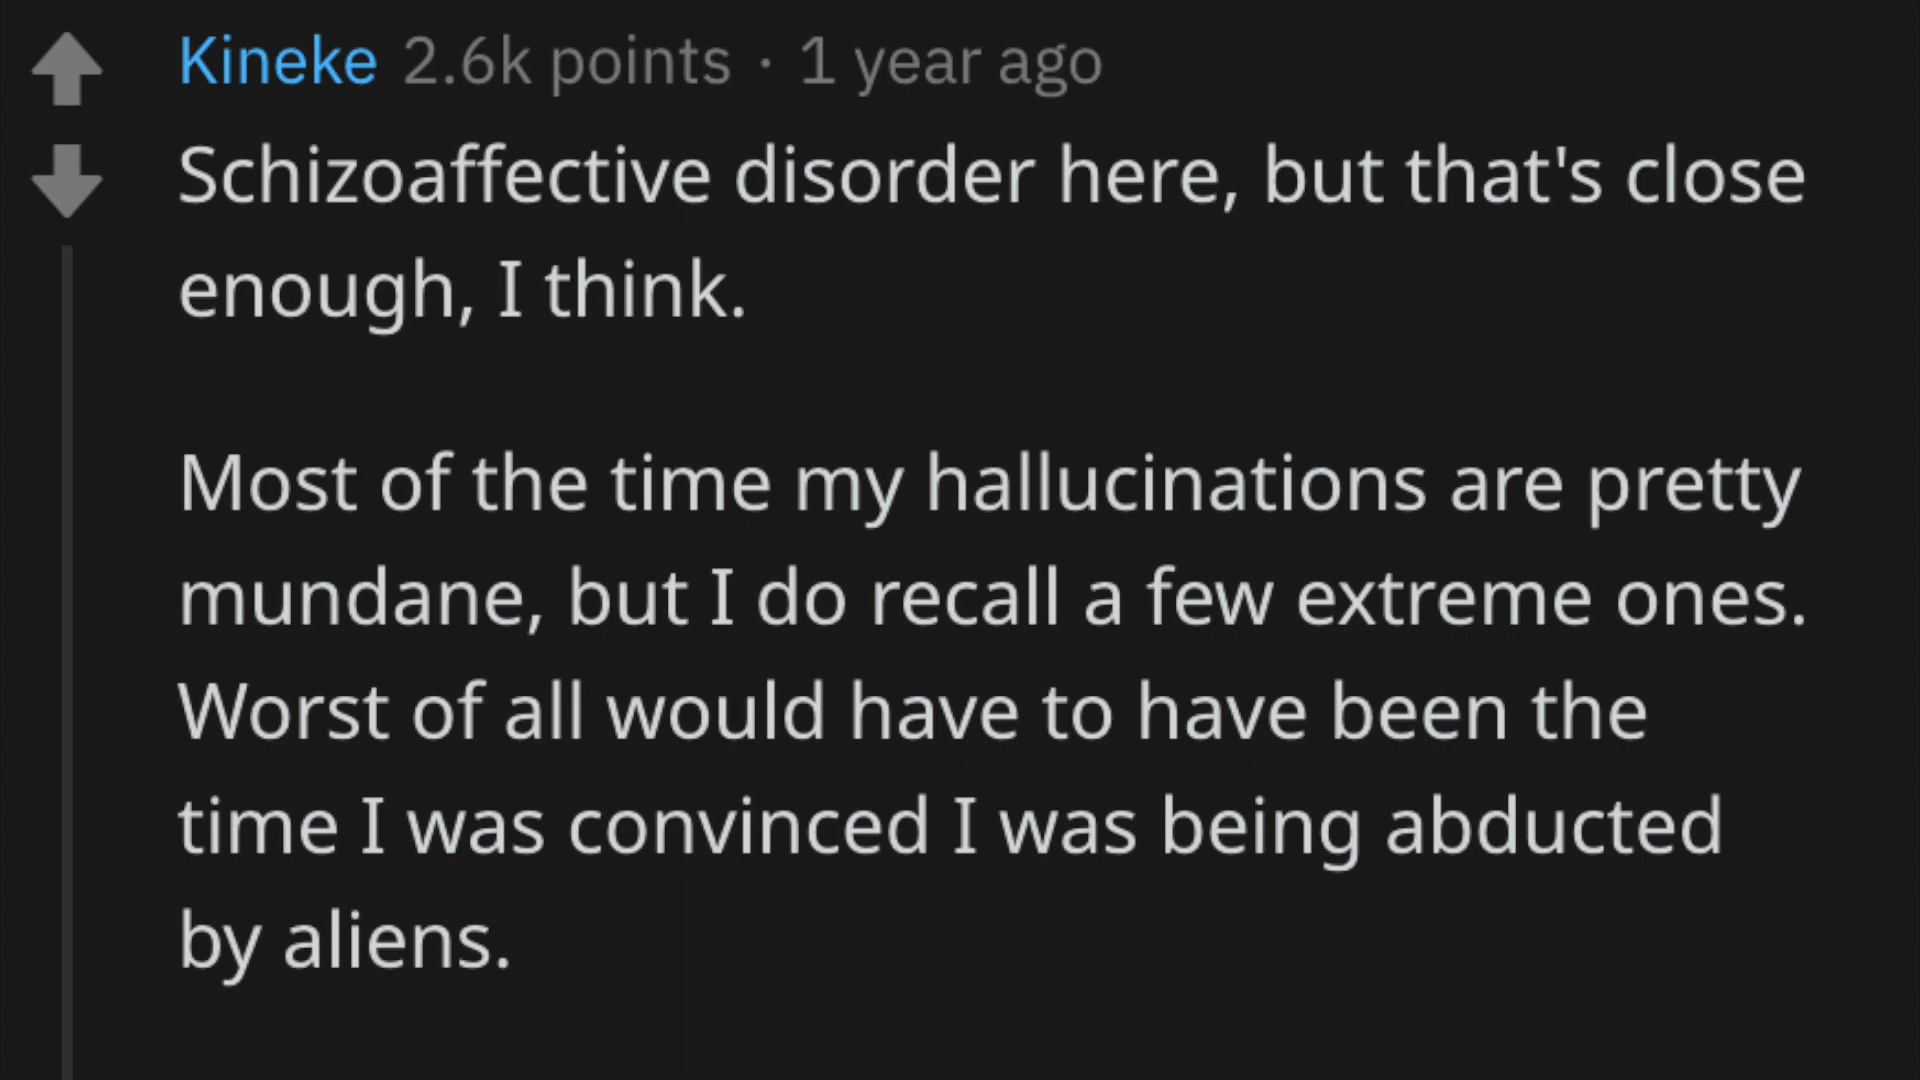 Kineke 2.6k points · 1 year ago
Schizoaffective disorder here, but that's close
enough, I think.
Most of the time my hallucinations are pretty
mundane, but I do recall a few extreme ones.
Worst of all would have to have been the
time I was convinced I was being abducted
by aliens.